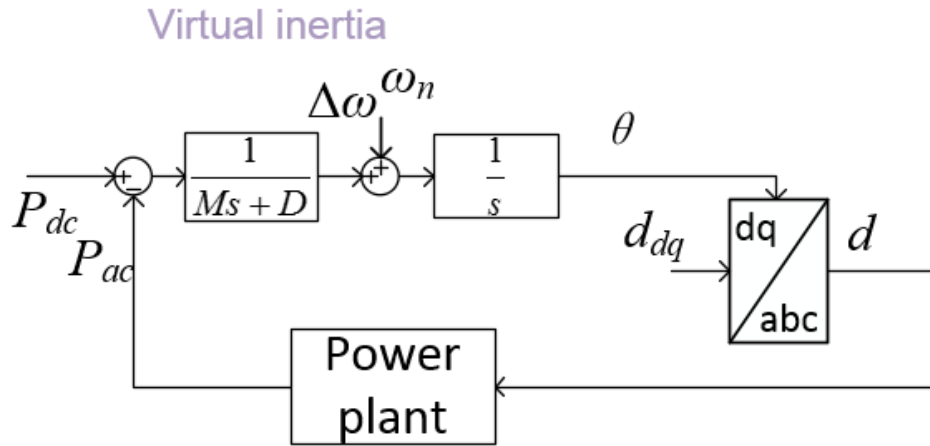 Virtual inertia
Δω ω_n
P_dc
+
−
1
Ms + D
+
+
1
s
θ
P_ac
d_dq
dq
abc
d
Power
plant